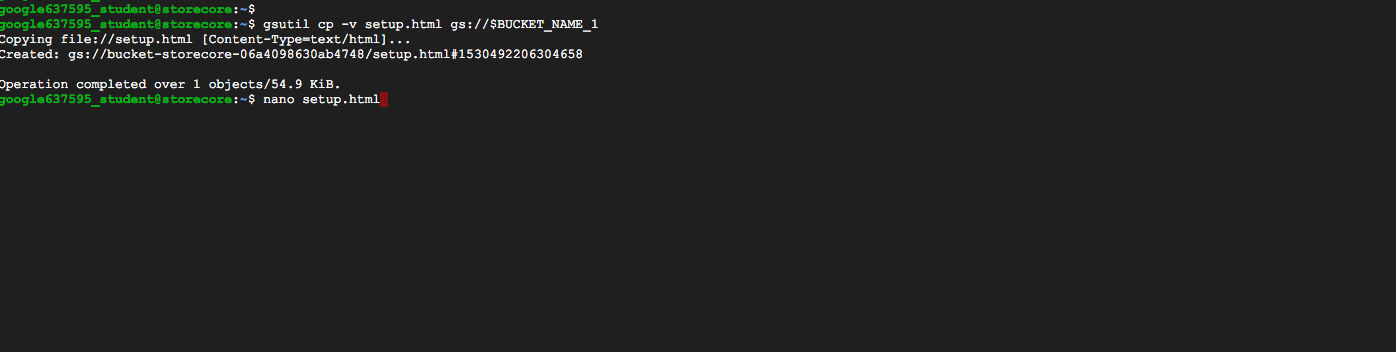 google637595_student@storecore:~$
google637595_student@storecore:~$ gsutil cp -v setup.html gs://$BUCKET_NAME_1
Copying file://setup.html [Content-Type=text/html]...
Created: gs://bucket-storecore-06a4098630ab4748/setup.html#1530492206304658
Operation completed over 1 objects/54.9 KiB.
google637595_student@storecore:~$ nano setup.html